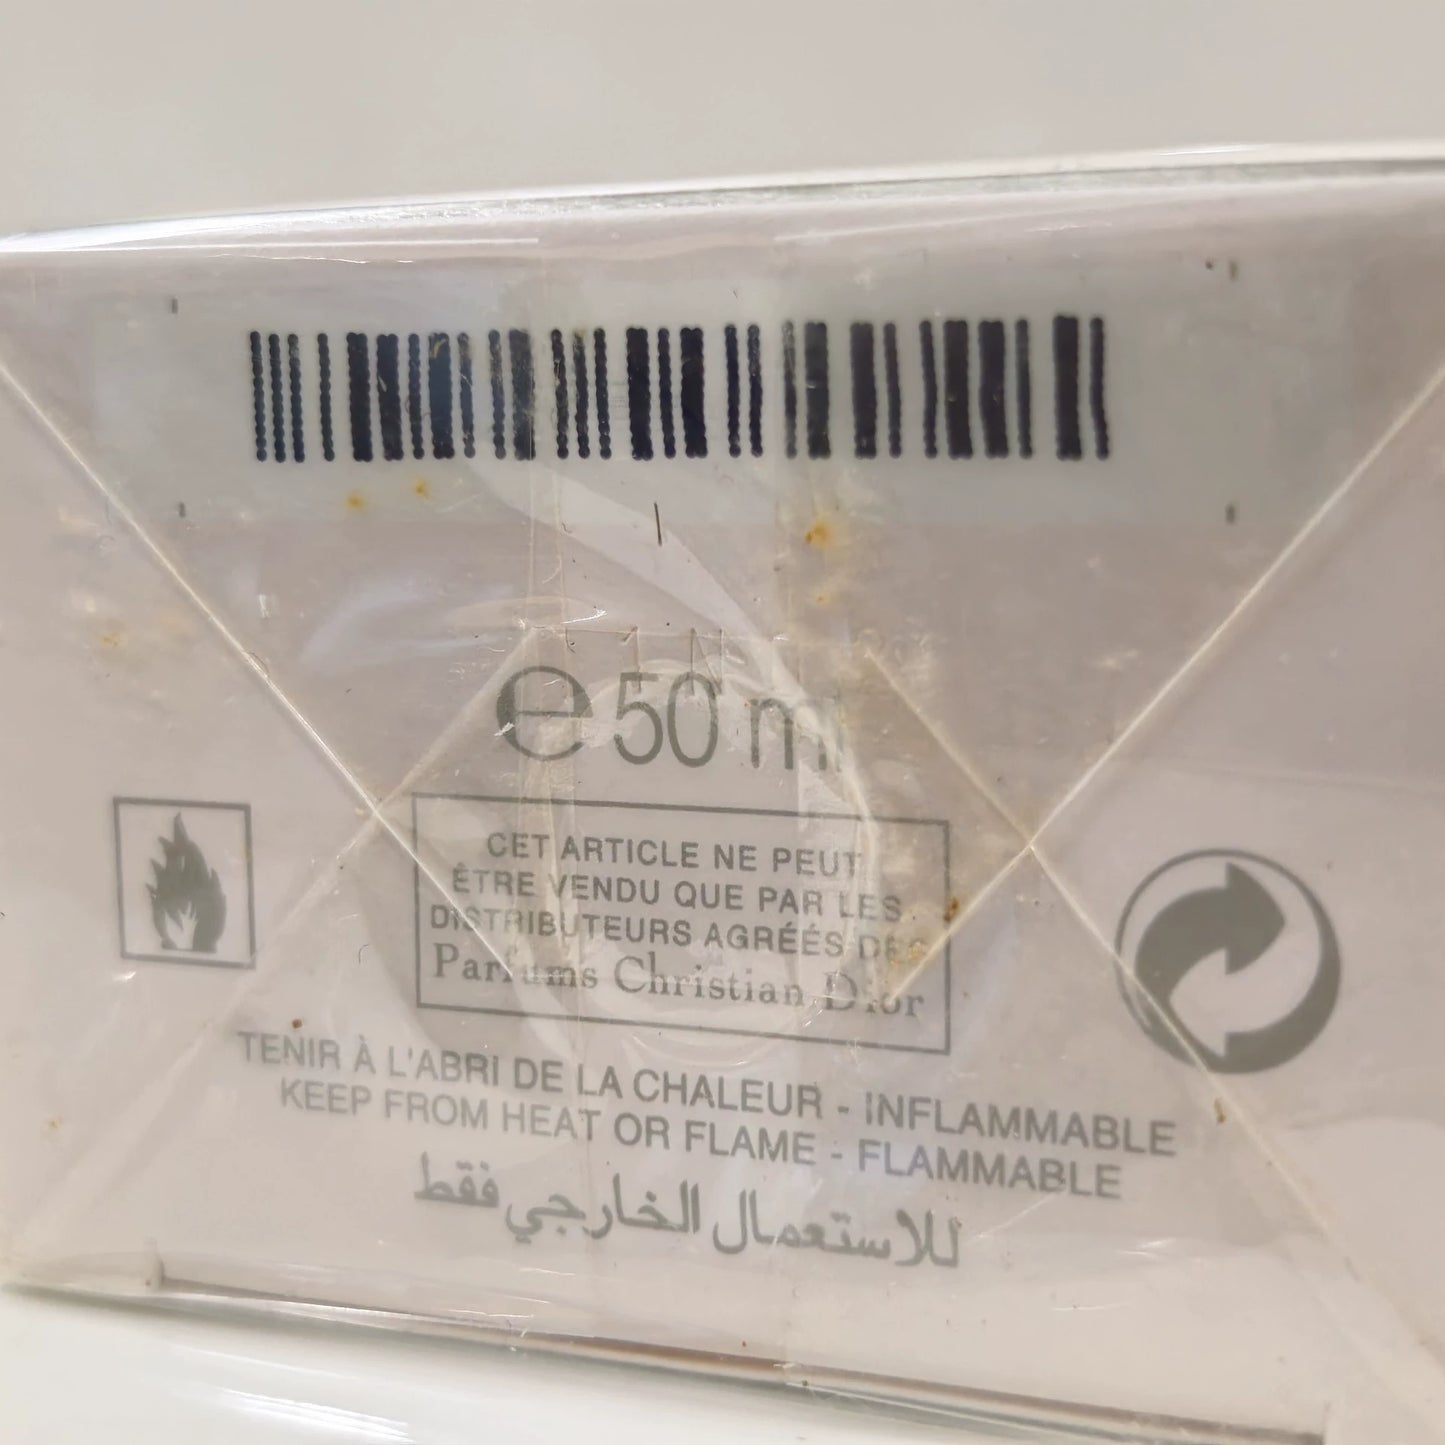 ℮ 50 ml
CET ARTICLE NE PEUT
ÊTRE VENDU QUE PAR LES
DISTRIBUTEURS AGRÉÉS DES
Parfums Christian Dior
TENIR À L'ABRI DE LA CHALEUR - INFLAMMABLE
KEEP FROM HEAT OR FLAME - FLAMMABLE
للاستعمال الخارجي فقط